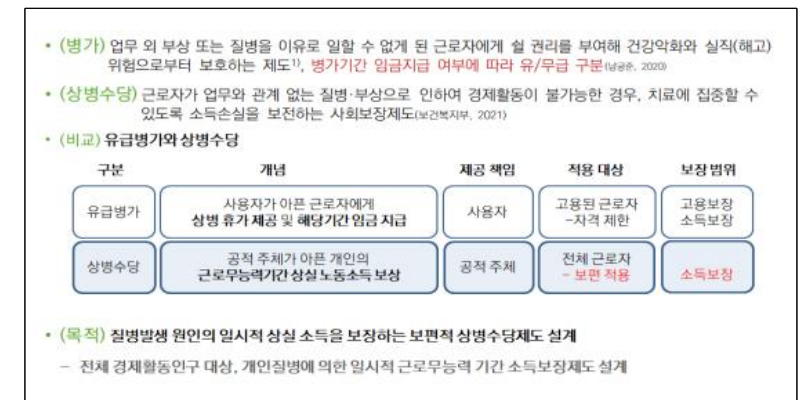 • (병가) 업무 외 부상 또는 질병을 이유로 일할 수 없게 된 근로자에게 쉴 권리를 부여해 건강악화와 실직(해고)
위험으로부터 보호하는 제도1), 병가기간 임금지급 여부에 따라 유/무급 구분(남궁준, 2020)
• (상병수당) 근로자가 업무와 관계 없는 질병·부상으로 인하여 경제활동이 불가능한 경우, 치료에 집중할 수
있도록 소득손실을 보전하는 사회보장제도(보건복지부, 2021)
• (비교) 유급병가와 상병수당
구분 개념 제공 책임 적용 대상 보장 범위
유급병가 사용자가 아픈 근로자에게 상병 휴가 제공 및 해당기간 임금 지급 사용자 고용된 근로자 –자격 제한 고용보장 소득보장
상병수당 공적 주체가 아픈 개인의 근로무능력기간 상실 노동소득 보상 공적 주체 전체 근로자 – 보편 적용 소득보장
• (목적) 질병발생 원인의 일시적 상실 소득을 보장하는 보편적 상병수당제도 설계
– 전체 경제활동인구 대상, 개인질병에 의한 일시적 근로무능력 기간 소득보장제도 설계